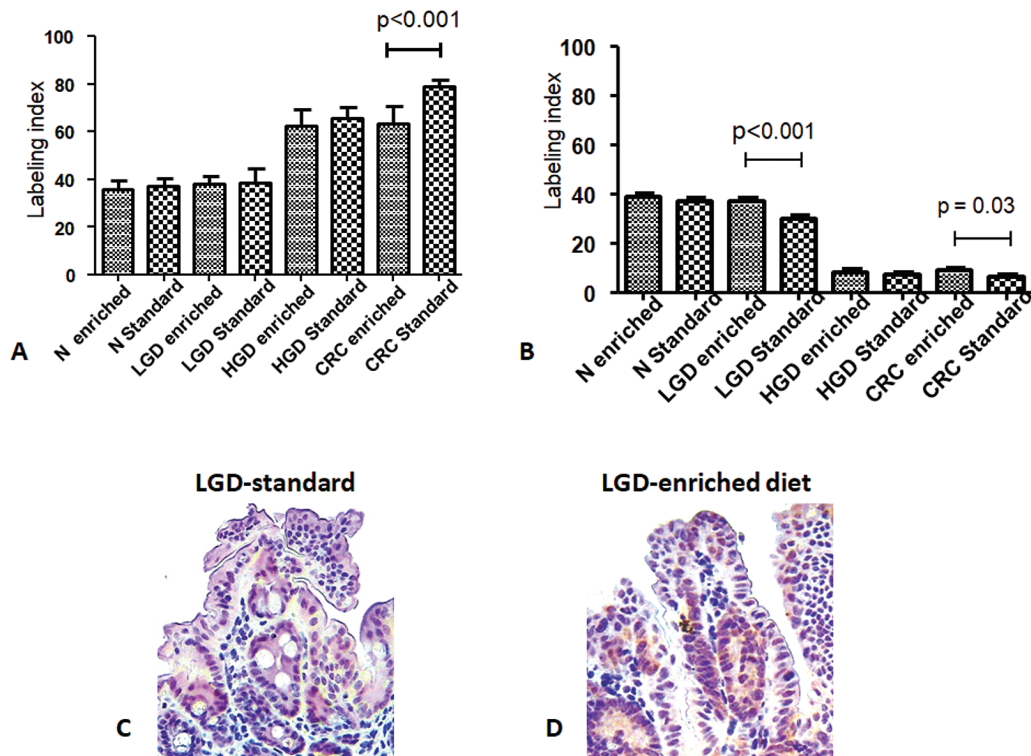 A
Labeling index
100
80
60
40
20
0
p<0.001
N enriched
N Standard
LGD enriched
LGD Standard
HGD enriched
HGD Standard
CRC enriched
CRC Standard
B
Labeling index
100
80
60
40
20
0
p<0.001
p = 0.03
N enriched
N Standard
LGD enriched
LGD Standard
HGD enriched
HGD Standard
CRC enriched
CRC Standard
LGD-standard
C
LGD-enriched diet
D